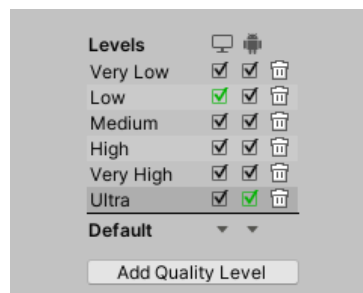 Levels
Very Low
Low
Medium
High
Very High
Ultra
Default
Add Quality Level